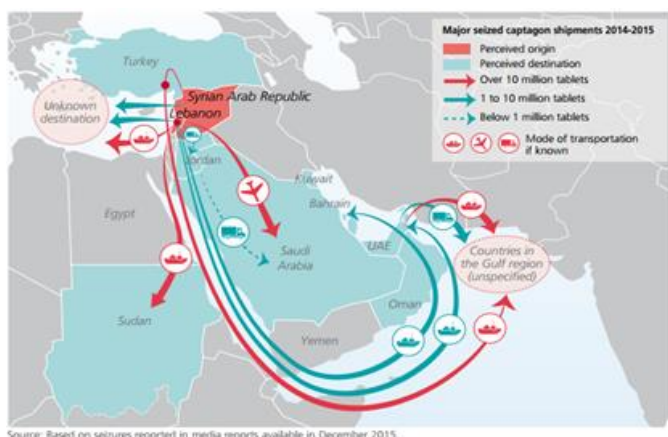 Major seized captagon shipments 2014-2015
Perceived origin
Perceived destination
Over 10 million tablets
1 to 10 million tablets
Below 1 million tablets
Mode of transportation
if known
Turkey
Syrian Arab Republic
Unknown
destination
Lebanon
Jordan
Kuwait
Bahrain
Egypt
Saudi
Arabia
UAE
Countries in
the Gulf region
(unspecified)
Oman
Sudan
Yemen
Source: Based on seizures reported in media reports available in December 2015.